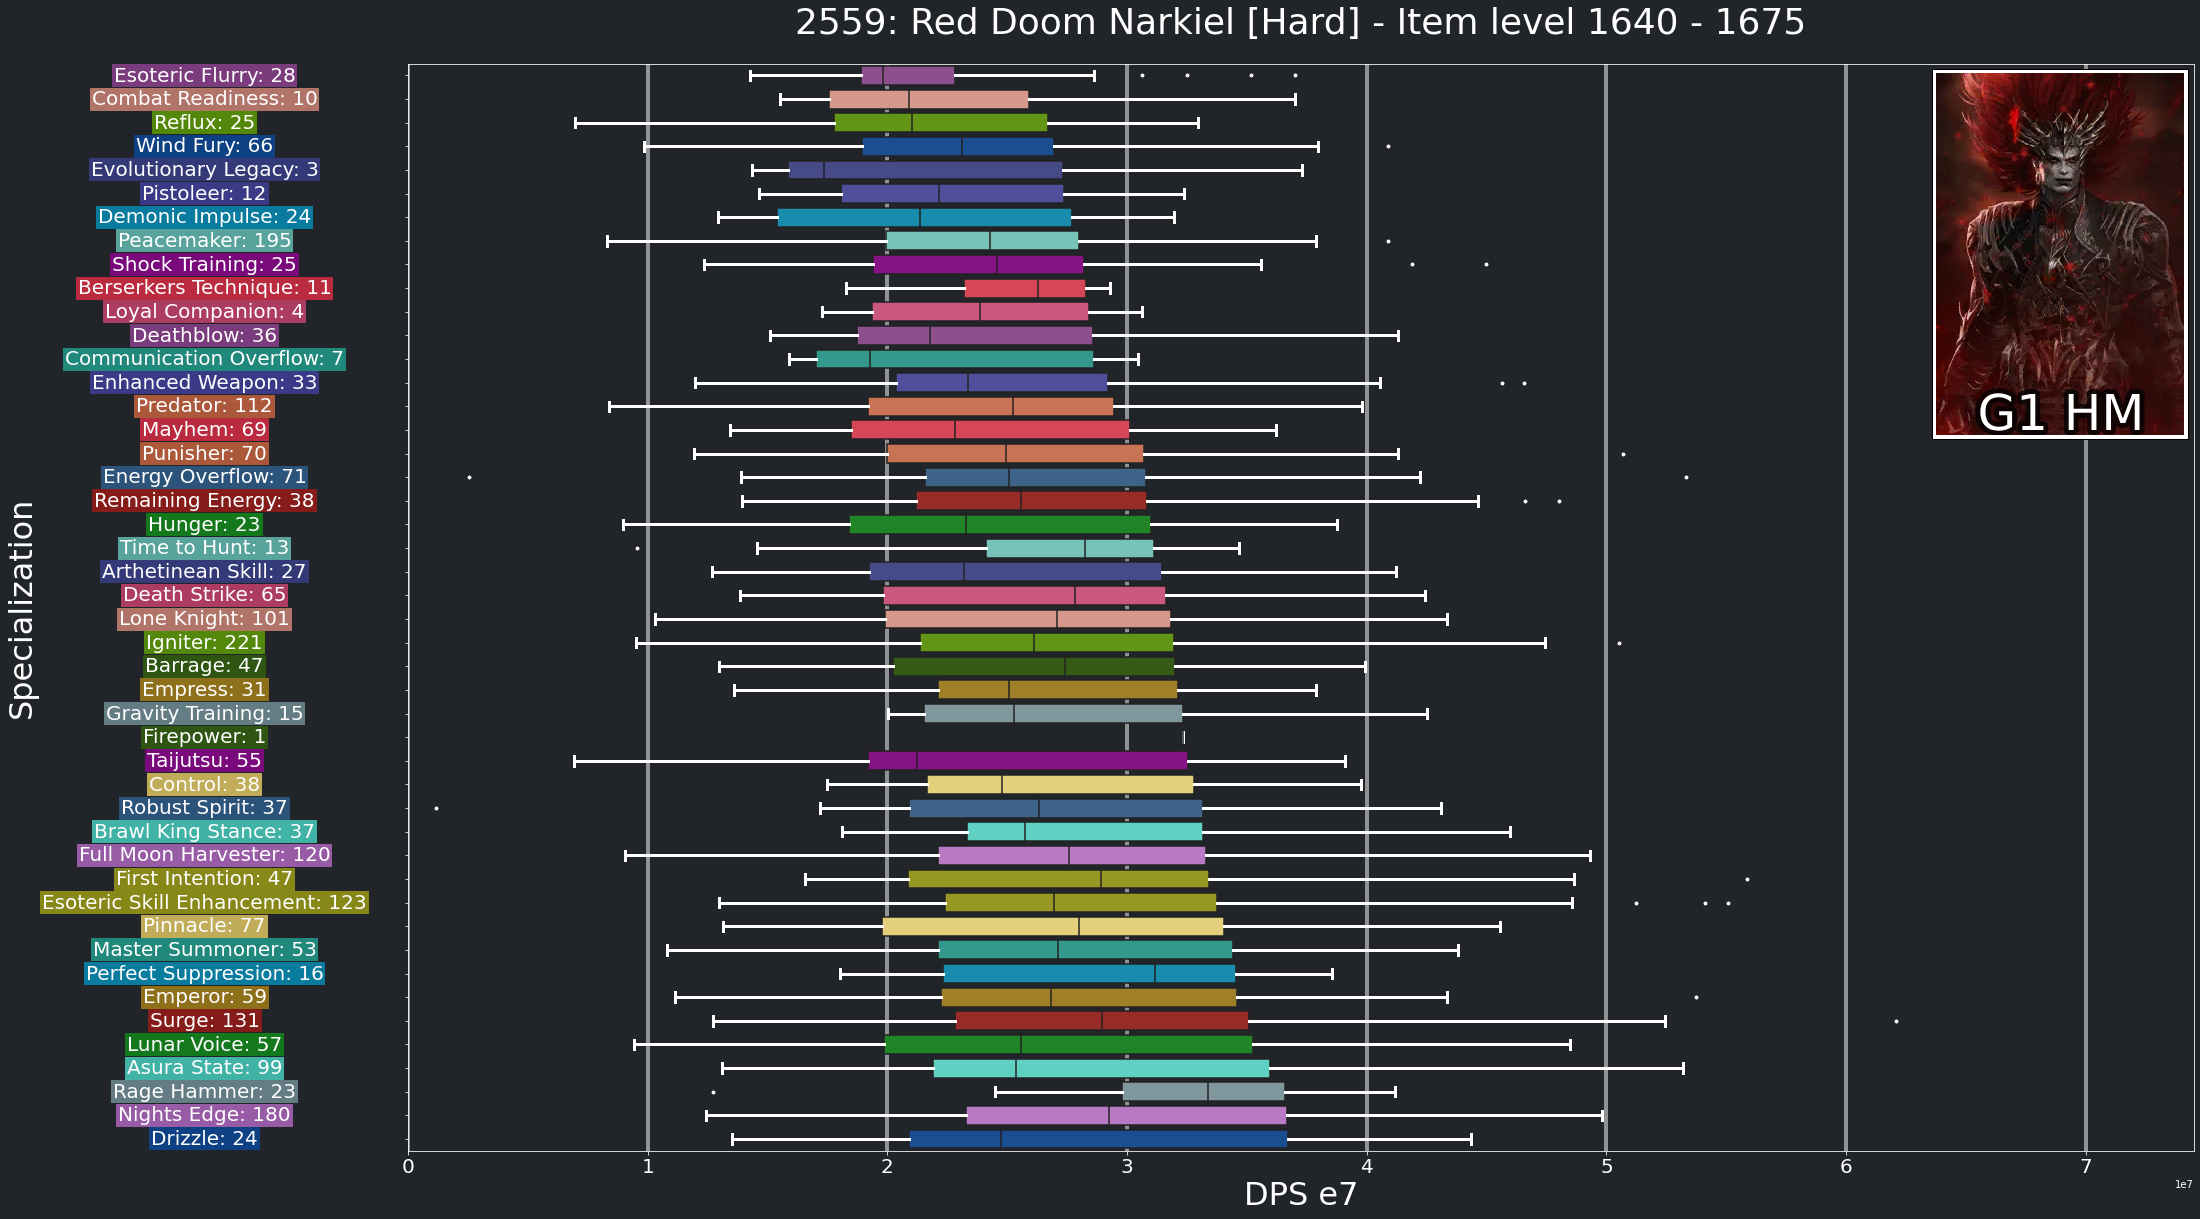 2559: Red Doom Narkiel [Hard] - Item level 1640 - 1675
Esoteric Flurry: 28
Combat Readiness: 10
Reflux: 25
Wind Fury: 66
Evolutionary Legacy: 3
Pistoleer: 12
Demonic Impulse: 24
Peacemaker: 195
Shock Training: 25
Berserkers Technique: 11
Loyal Companion: 4
Deathblow: 36
Communication Overflow: 7
Enhanced Weapon: 33
Predator: 112
Mayhem: 69
Punisher: 70
Energy Overflow: 71
Remaining Energy: 38
Hunger: 23
Time to Hunt: 13
Arthetinean Skill: 27
Death Strike: 65
Lone Knight: 101
Igniter: 221
Barrage: 47
Empress: 31
Gravity Training: 15
Firepower: 1
Taijutsu: 55
Control: 38
Robust Spirit: 37
Brawl King Stance: 37
Full Moon Harvester: 120
First Intention: 47
Esoteric Skill Enhancement: 123
Pinnacle: 77
Master Summoner: 53
Perfect Suppression: 16
Emperor: 59
Surge: 131
Lunar Voice: 57
Asura State: 99
Rage Hammer: 23
Nights Edge: 180
Drizzle: 24
Specialization
G1 HM
0 1 2 3 4 5 6 7
DPS e7
1e7